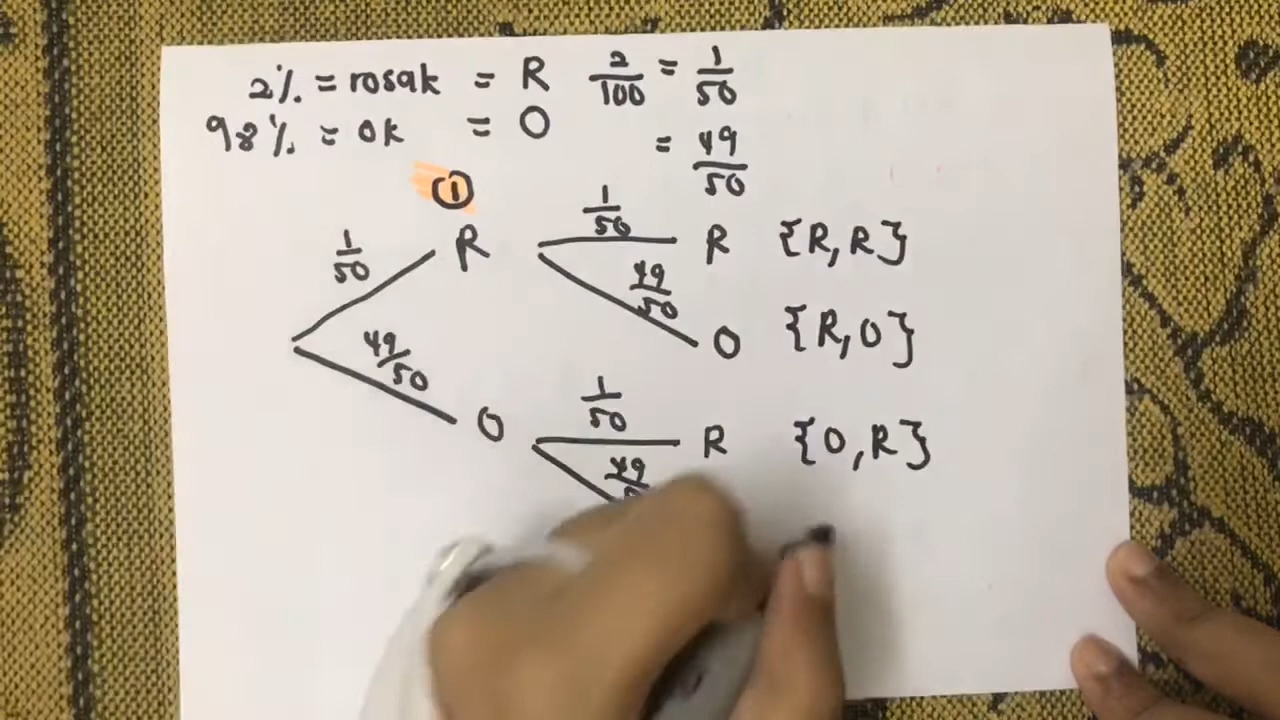 2% = rosak = R 2/100 = 1/50
98% = ok = O = 49/50
①
1/50 R 1/50 R {R,R}
49/50 O {R,O}
49/50 O 1/50 R {O,R}
49